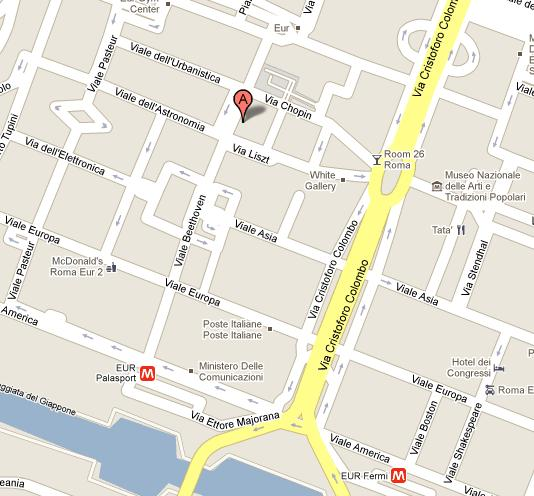 Center
Eur
Viale Pasteur
Viale dell'Urbanistica
Via Cristoforo Colombo
A
Via Chopin
Viale dell'Astronomia
Via dell'Elettronica
Via Liszt
Room 26
Roma
White
Gallery
Museo Nazionale
delle Arti e
Tradizioni Popolari
Viale Beethoven
Viale Europa
Viale Asia
Tata'
Via Stendhal
Via Cristoforo Colombo
Viale Pasteur
McDonald's
Roma Eur 2
Viale Europa
Viale Asia
Via Cristoforo Colombo
America
Poste Italiane
Poste Italiane
EUR
Palasport
M
Ministero Delle
Comunicazioni
Hotel dei
Congressi
Viale Europa
Roma E
Via Ettore Majorana
Viale Boston
Viale Shakespeare
Viale America
EUR Fermi
M